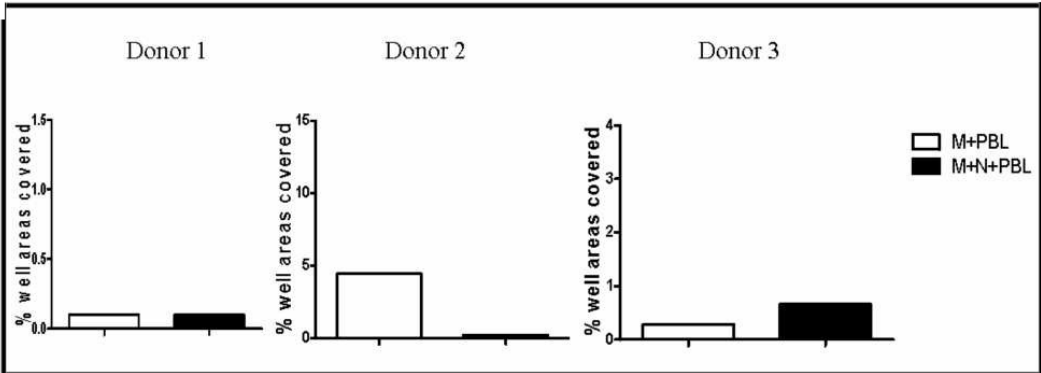 Donor 1
Donor 2
Donor 3
% well areas covered
1.5
1.0
0.5
0.0
% well areas covered
15
10
5
0
% well areas covered
4
3
2
1
0
M+PBL
M+N+PBL